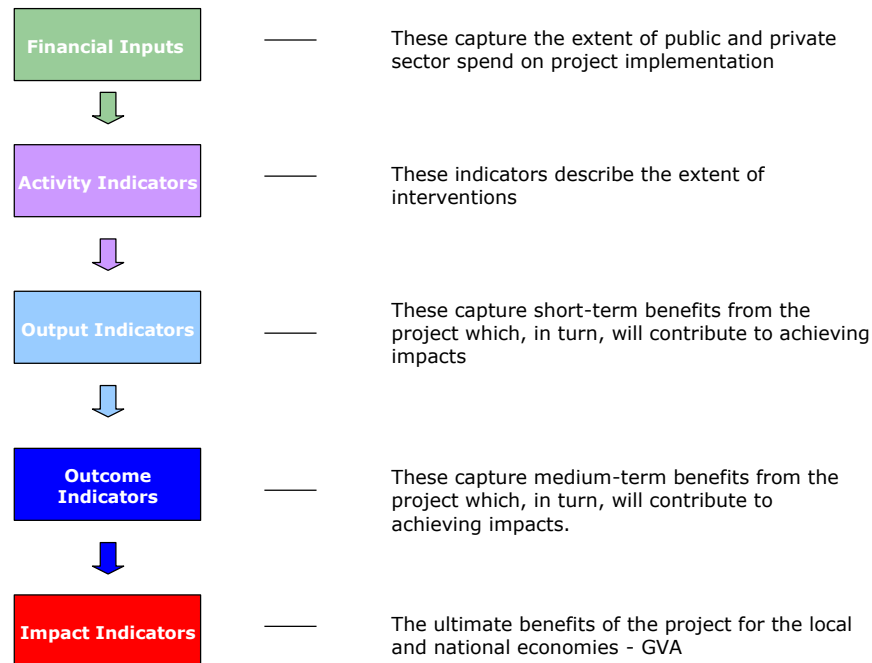 Financial Inputs
These capture the extent of public and private
sector spend on project implementation
Activity Indicators
These indicators describe the extent of
interventions
Output Indicators
These capture short-term benefits from the
project which, in turn, will contribute to achieving
impacts
Outcome
Indicators
These capture medium-term benefits from the
project which, in turn, will contribute to
achieving impacts.
Impact Indicators
The ultimate benefits of the project for the local
and national economies - GVA